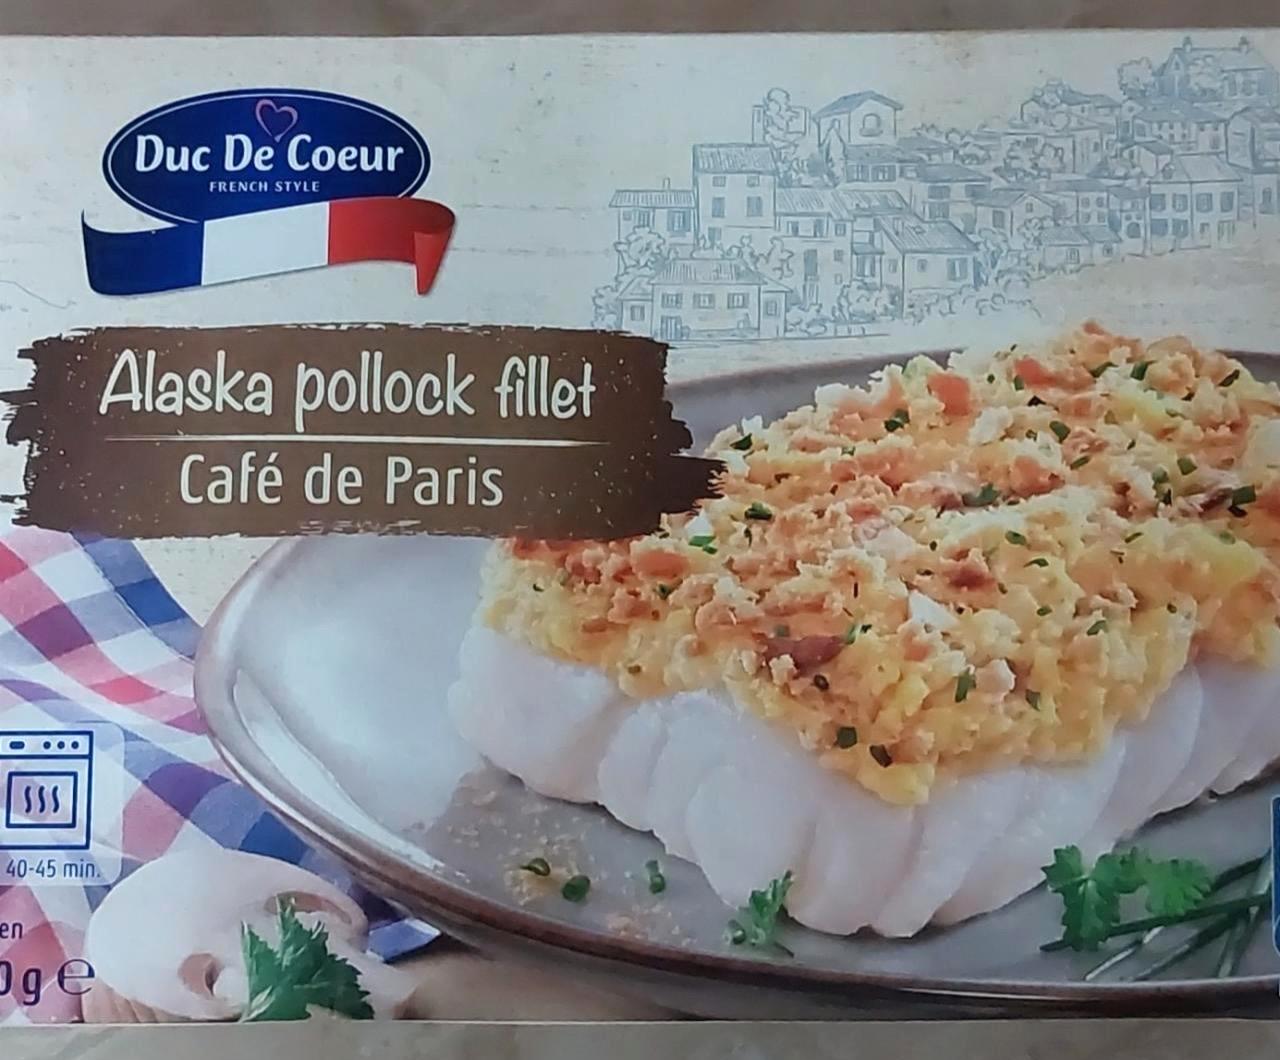 Duc De Coeur
FRENCH STYLE
Alaska pollock fillet
Café de Paris
40-45 min.
g e